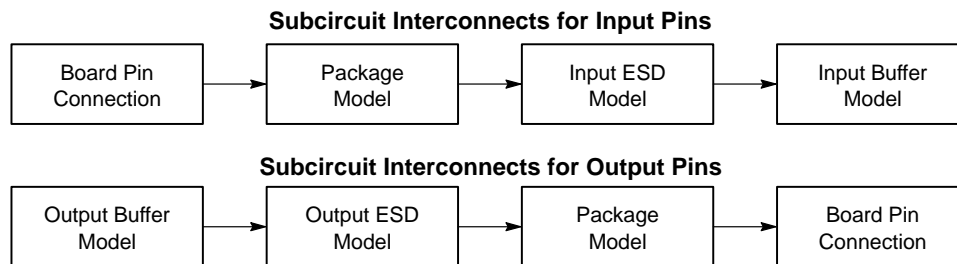 Subcircuit Interconnects for Input Pins
Board Pin
Connection
Package
Model
Input ESD
Model
Input Buffer
Model
Subcircuit Interconnects for Output Pins
Output Buffer
Model
Output ESD
Model
Package
Model
Board Pin
Connection